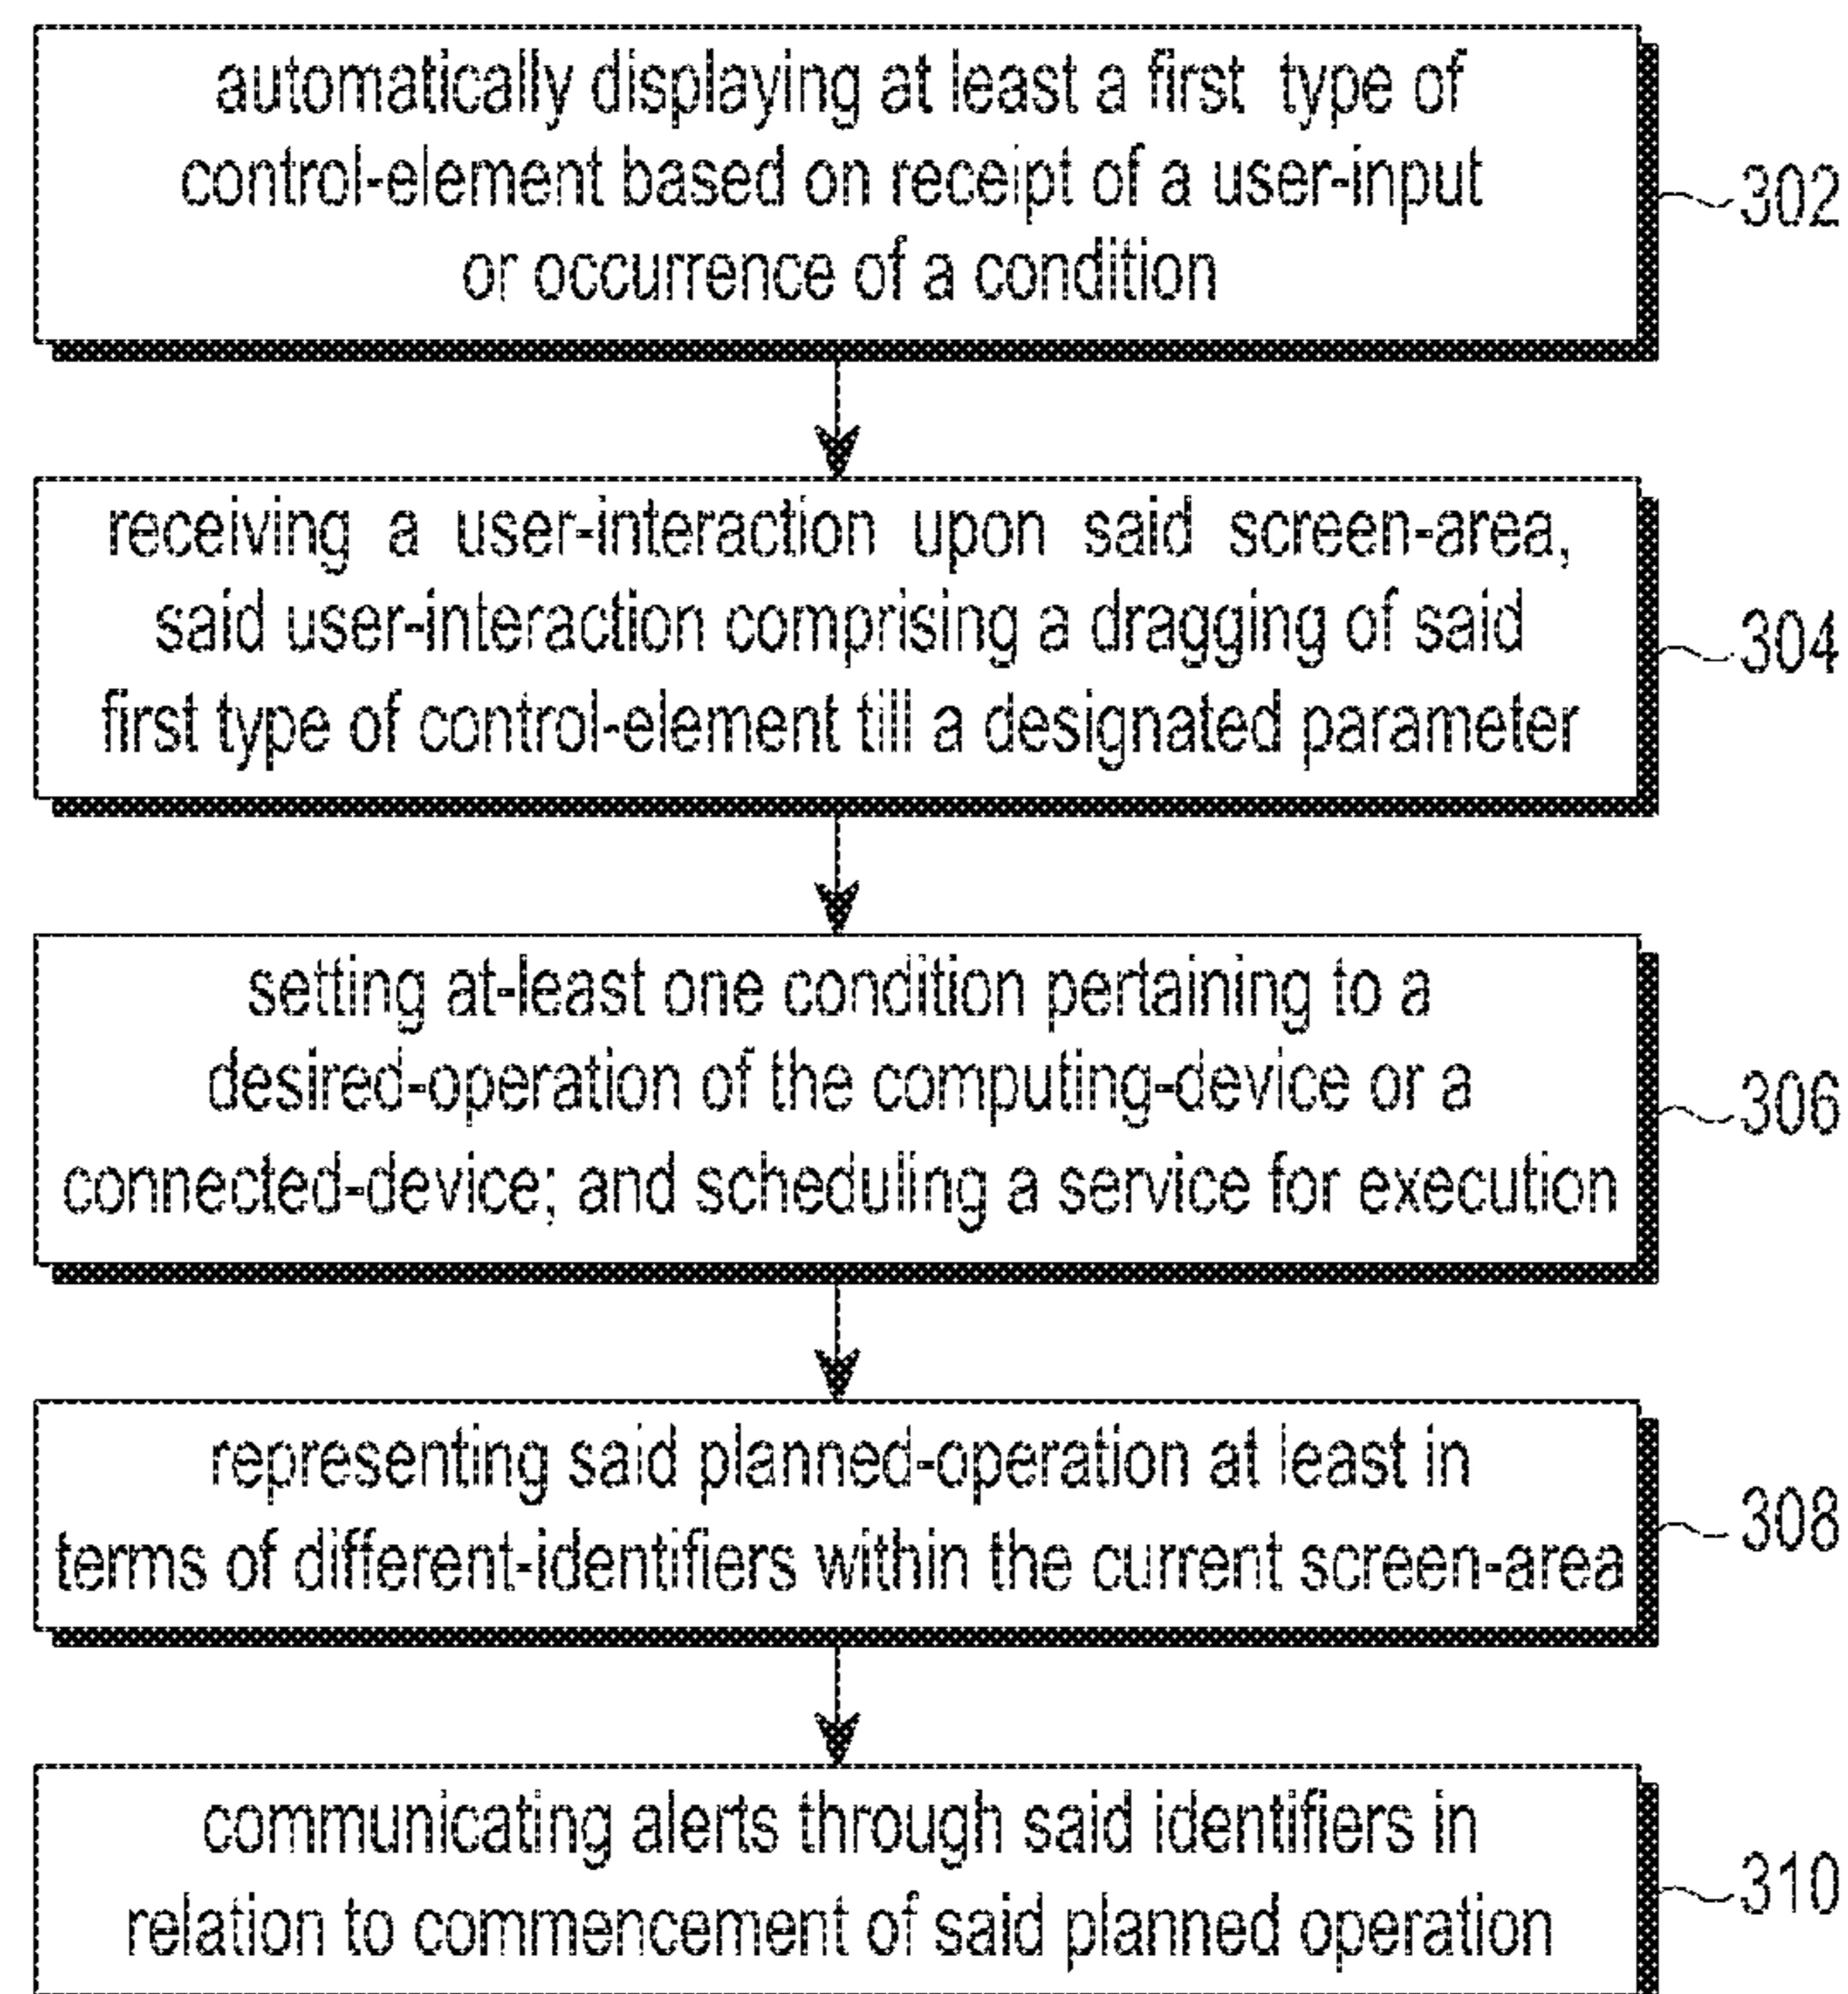 automatically displaying at least a first type of
control-element based on receipt of a user-input
or occurrence of a condition
302
receiving a user-interaction upon said screen-area,
said user-interaction comprising a dragging of said
first type of control-element till a designated parameter
304
setting at-least one condition pertaining to a
desired-operation of the computing-device or a
connected-device; and scheduling a service for execution
306
representing said planned-operation at least in
terms of different-identifiers within the current screen-area
308
communicating alerts through said identifiers in
relation to commencement of said planned operation
310